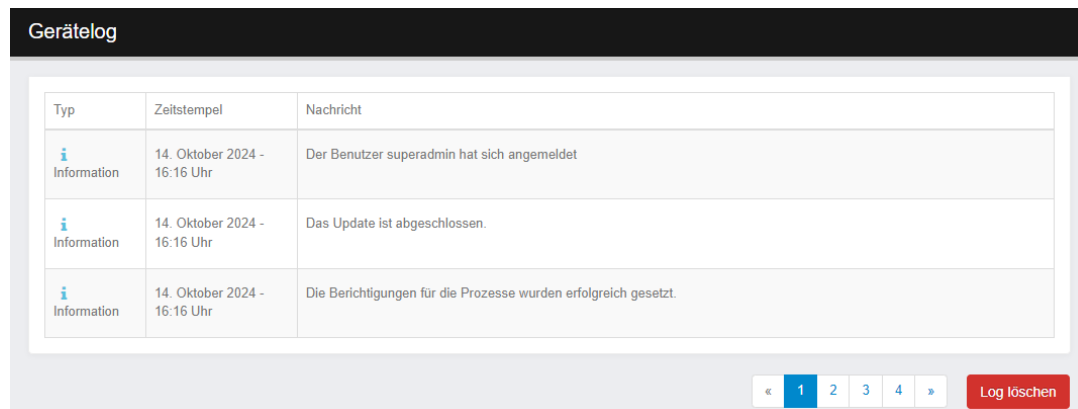 Gerätelog
Typ Zeitstempel Nachricht
Information 14. Oktober 2024 - 16:16 Uhr Der Benutzer superadmin hat sich angemeldet
Information 14. Oktober 2024 - 16:16 Uhr Das Update ist abgeschlossen.
Information 14. Oktober 2024 - 16:16 Uhr Die Berichtigungen für die Prozesse wurden erfolgreich gesetzt.
« 1 2 3 4 » Log löschen